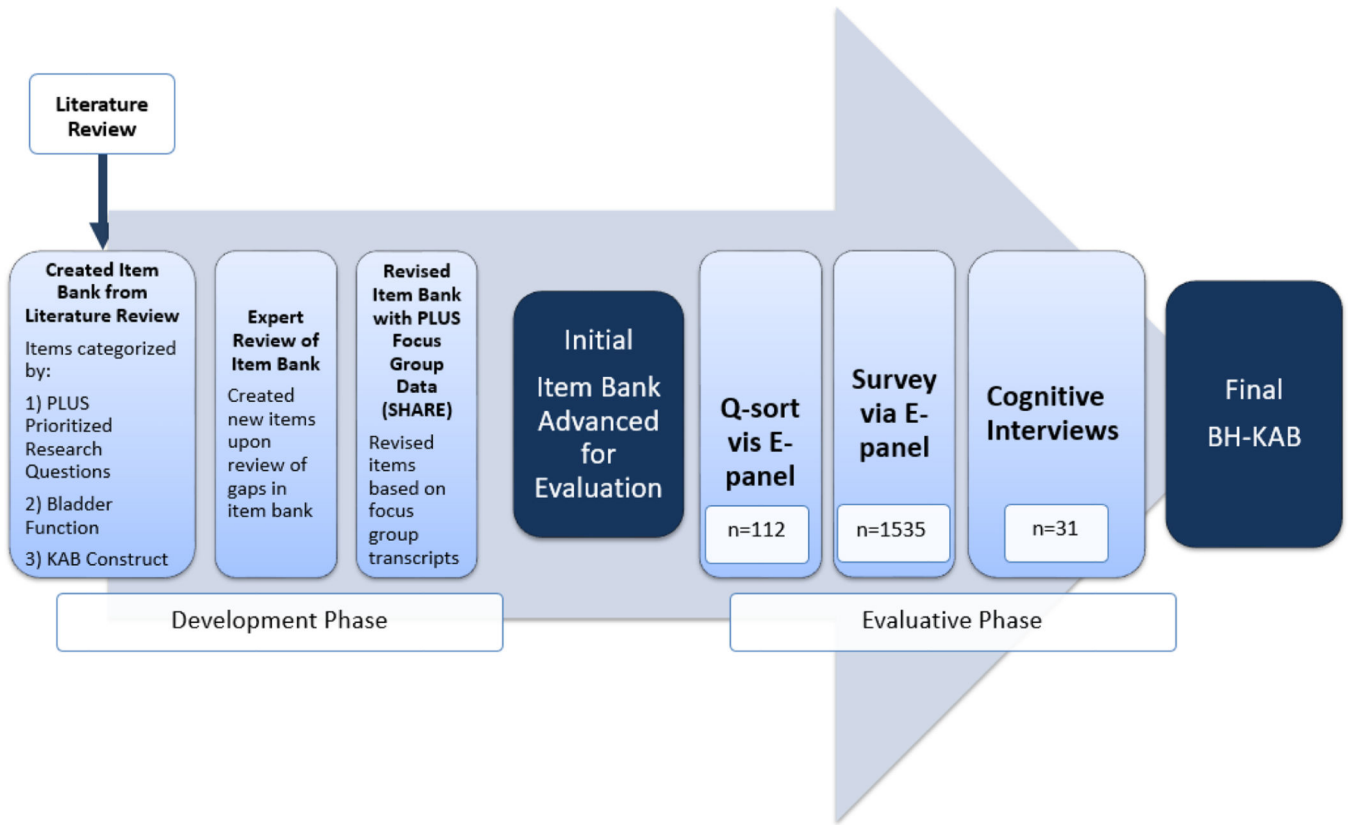 Literature
Review
Created Item
Bank from
Literature Review
Items categorized
by:
1) PLUS
Prioritized
Research
Questions
2) Bladder
Function
3) KAB Construct
Expert
Review of
Item Bank
Created
new items
upon
review of
gaps in
item bank
Revised
Item Bank
with PLUS
Focus
Group
Data
(SHARE)
Revised
items
based on
focus
group
transcripts
Initial
Item Bank
Advanced
for
Evaluation
Q-sort
vis E-
panel
n=112
Survey
via E-
panel
n=1535
Cognitive
Interviews
n=31
Final
BH-KAB
Development Phase
Evaluative Phase